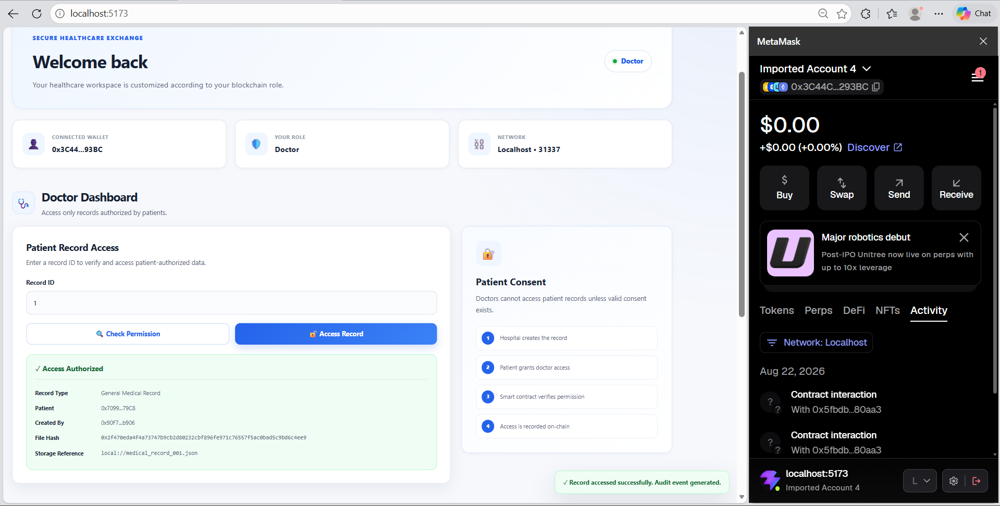 localhost:5173
Chat
SECURE HEALTHCARE EXCHANGE
Welcome back
Your healthcare workspace is customized according to your blockchain role.
Doctor
CONNECTED WALLET
0x3C44...93BC
YOUR ROLE
Doctor
NETWORK
Localhost • 31337
Doctor Dashboard
Access only records authorized by patients.
Patient Record Access
Enter a record ID to verify and access patient-authorized data.
Record ID
1
Check Permission
Access Record
✓ Access Authorized
Record Type General Medical Record
Patient 0x7099...79C8
Created By 0x90F7...b906
File Hash 0x2f470eda4f4a73747b9cb2d80232cbf896fe971c76557f5ac0bad5c9bd6c4ee9
Storage Reference local://medical_record_001.json
Patient Consent
Doctors cannot access patient records unless valid consent
exists.
1 Hospital creates the record
2 Patient grants doctor access
3 Smart contract verifies permission
4 Access is recorded on-chain
✓ Record accessed successfully. Audit event generated.
MetaMask
Imported Account 4
1
0x3C44C...293BC
$0.00
+$0.00 (+0.00%) Discover
$
Buy
Swap
Send
Receive
Major robotics debut
Post-IPO Unitree now live on perps with
up to 10x leverage
Tokens Perps DeFi NFTs Activity
Network: Localhost
Aug 22, 2026
? ?
Contract interaction
With 0x5fbdb...80aa3
? ?
Contract interaction
With 0x5fbdb...80aa3
localhost:5173
Imported Account 4
L